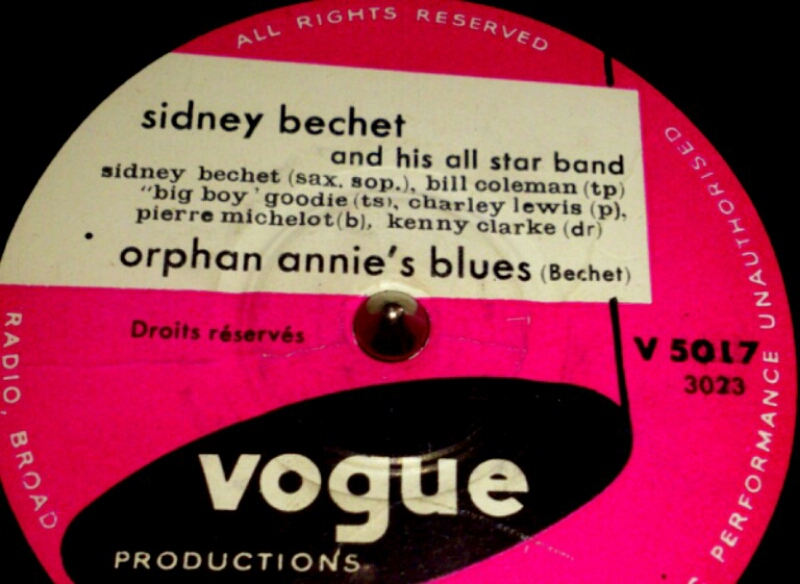 ALL RIGHTS RESERVED
sidney bechet
and his all star band
sidney bechet (sax. sop.), bill coleman (tp)
"big boy' goodie (ts), charley lewis (p),
pierre michelot (b), kenny clarke (dr)
orphan annie's blues (Bechet)
Droits réservés
V 5017
3023
vogue
PRODUCTIONS
RADIO, BROAD
PERFORMANCE UNAUTHORISED